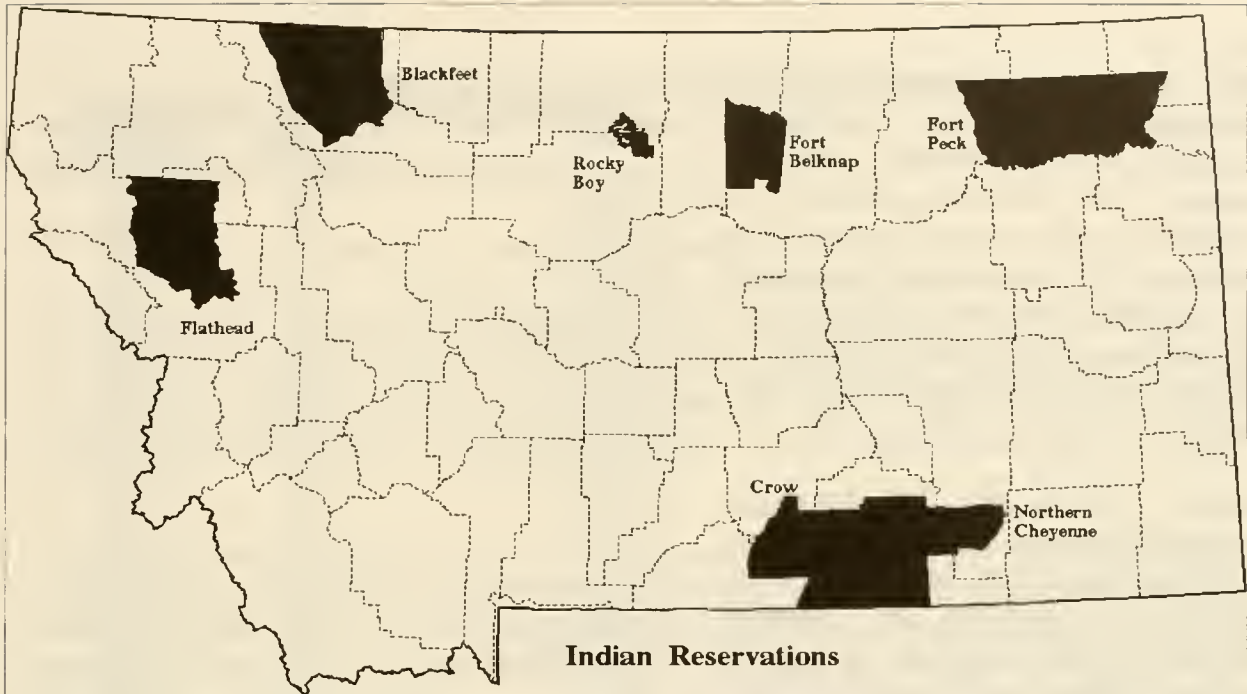 Blackfeet
Rocky
Boy
Fort
Belknap
Fort
Peck
Flathead
Crow
Northern
Cheyenne
Indian Reservations